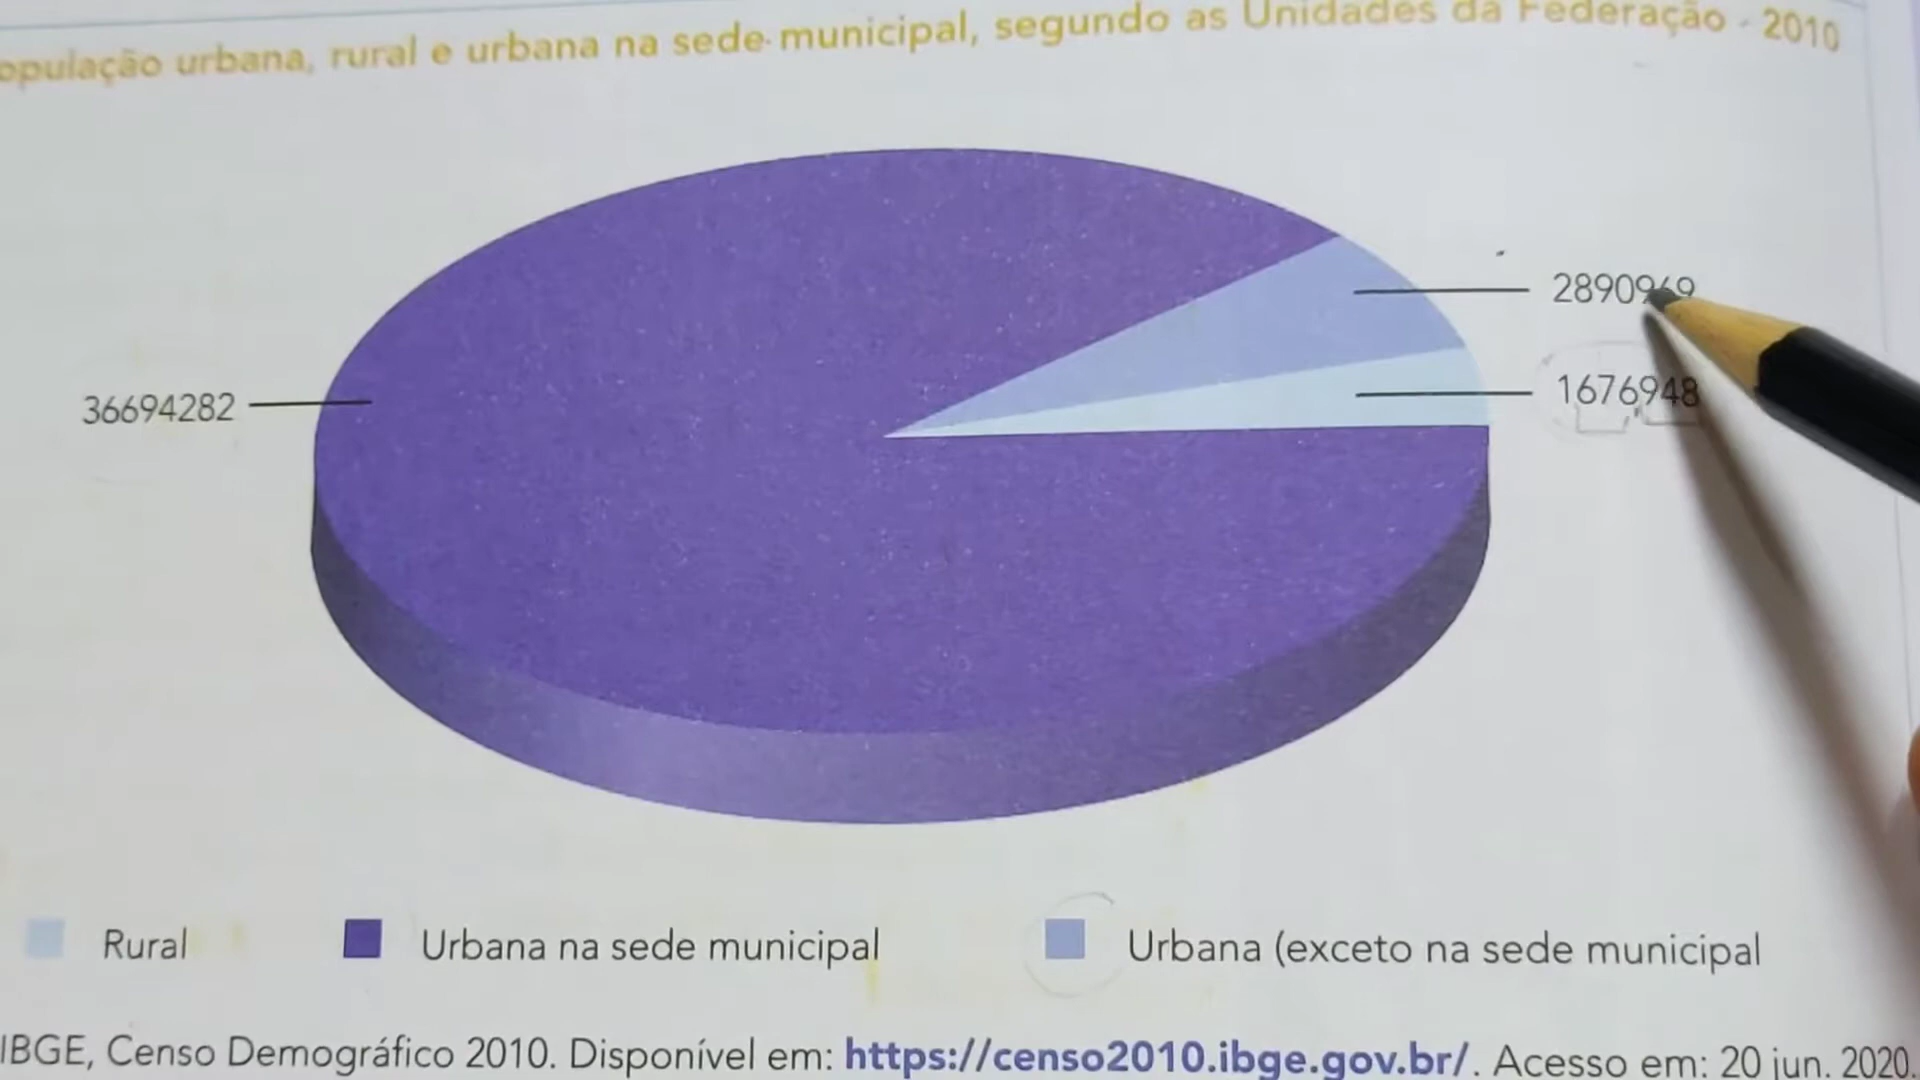 opulação urbana, rural e urbana na sede municipal, segundo as Unidades da Federação - 2010
2890969
36694282
1676948
Rural
Urbana na sede municipal
Urbana (exceto na sede municipal
IBGE, Censo Demográfico 2010. Disponível em: https://censo2010.ibge.gov.br/. Acesso em: 20 jun. 2020.